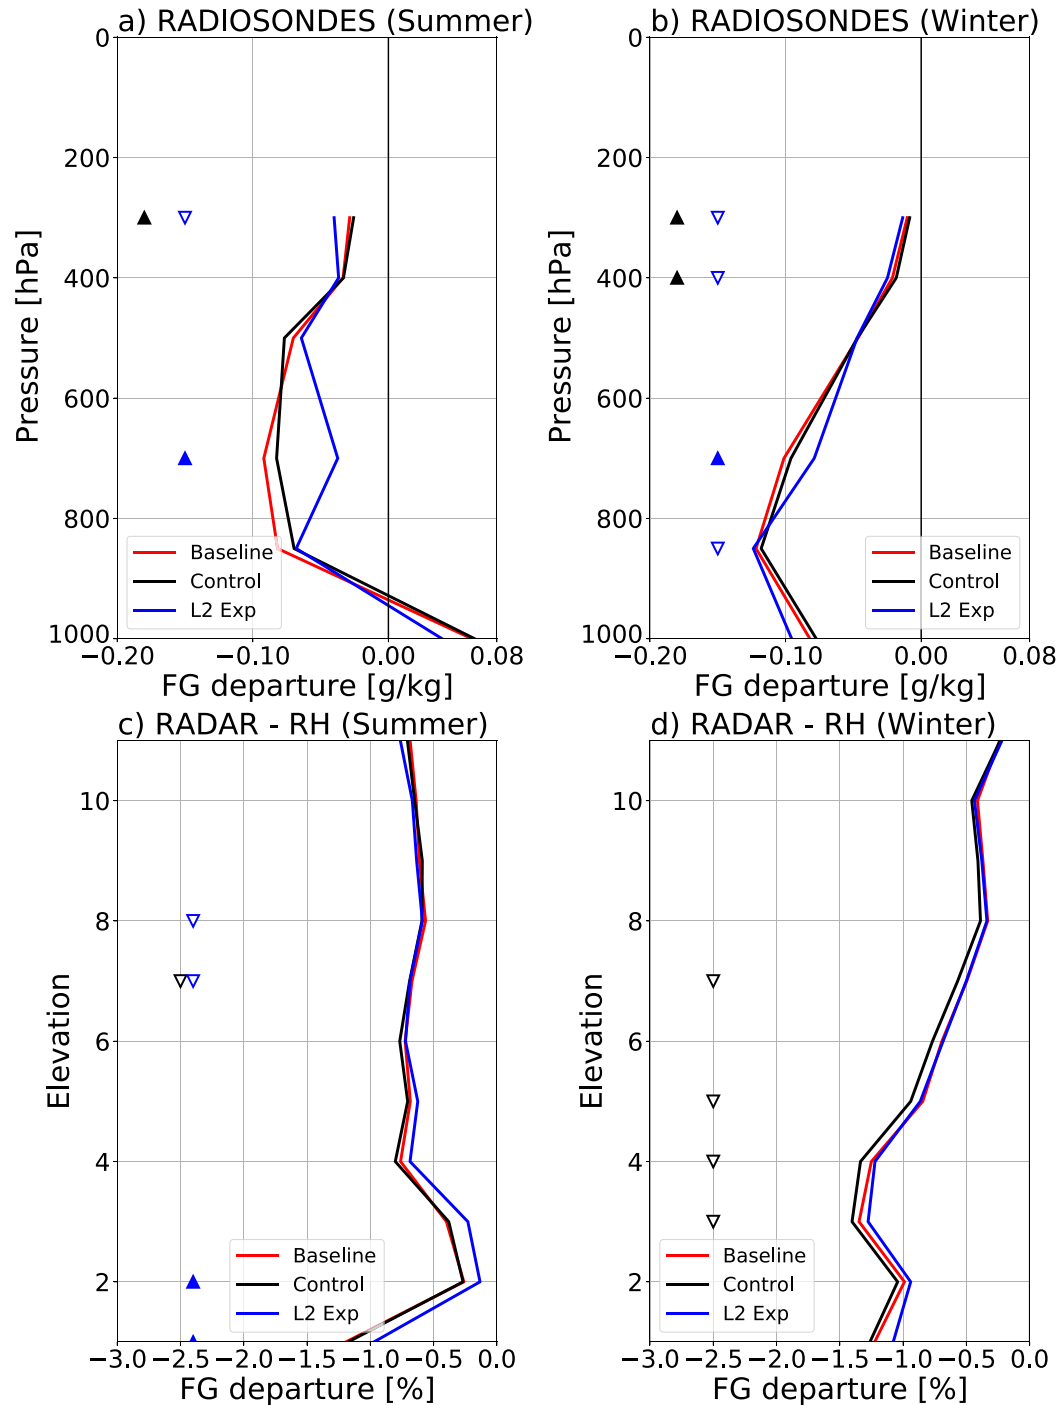 a) RADIOSONDES (Summer)
0
200
400
600
800
1000
Pressure [hPa]
Baseline
Control
L2 Exp
−0.20
−0.10
0.00
0.08
FG departure [g/kg]
b) RADIOSONDES (Winter)
0
200
400
600
800
1000
Pressure [hPa]
Baseline
Control
L2 Exp
−0.20
−0.10
0.00
0.08
FG departure [g/kg]
c) RADAR - RH (Summer)
10
8
6
4
2
Elevation
Baseline
Control
L2 Exp
−3.0
−2.5
−2.0
−1.5
−1.0
−0.5
0.0
FG departure [%]
d) RADAR - RH (Winter)
10
8
6
4
2
Elevation
Baseline
Control
L2 Exp
−3.0
−2.5
−2.0
−1.5
−1.0
−0.5
0.0
FG departure [%]